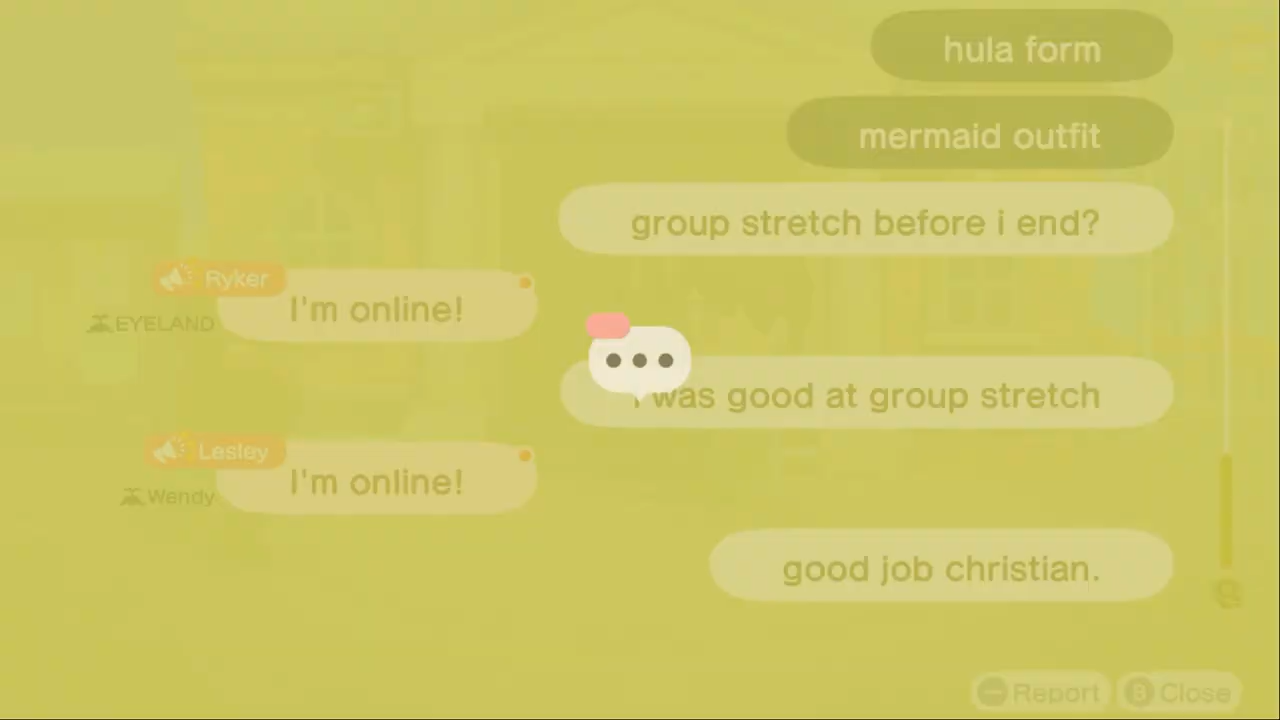 hula form
mermaid outfit
group stretch before i end?
Ryker
I'm online!
EYELAND
i was good at group stretch
Lesley
I'm online!
Wendy
good job christian.
Report
B Close